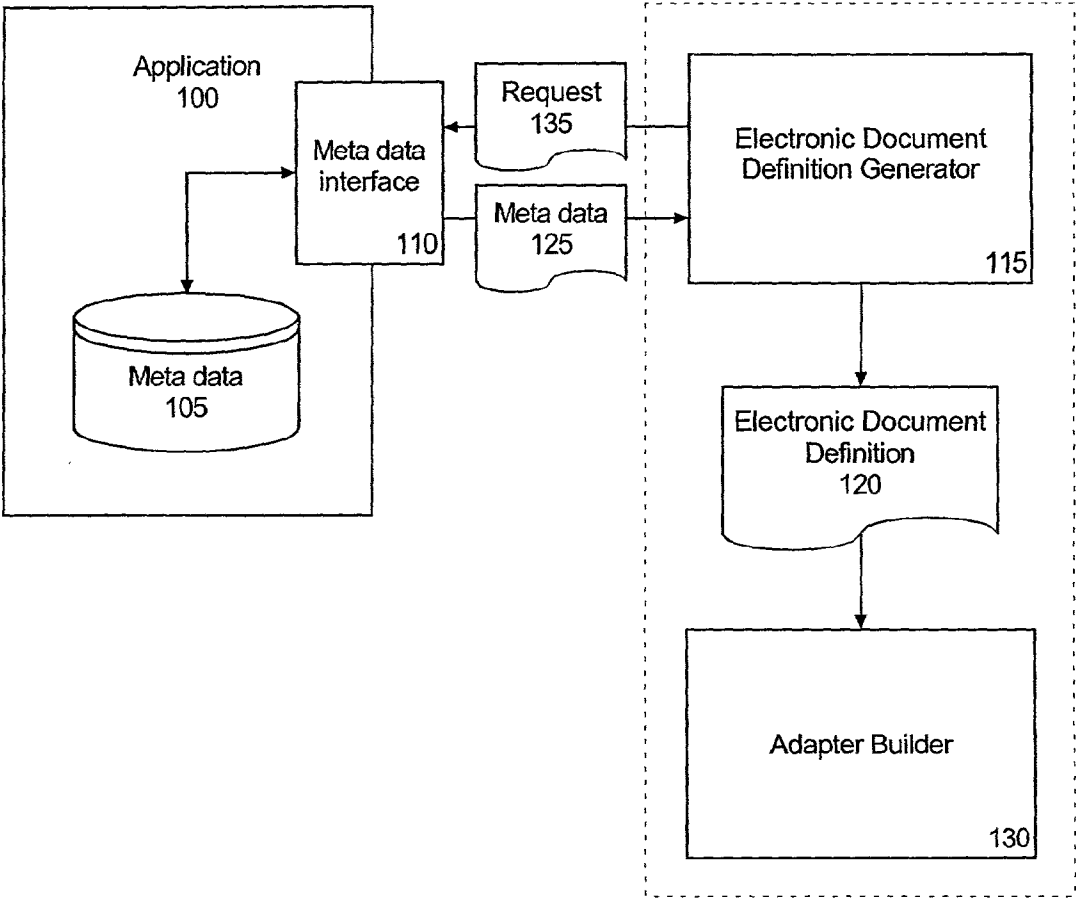 Application
100
Meta data
interface
110
Meta data
105
Request
135
Meta data
125
Electronic Document
Definition Generator
115
Electronic Document
Definition
120
Adapter Builder
130